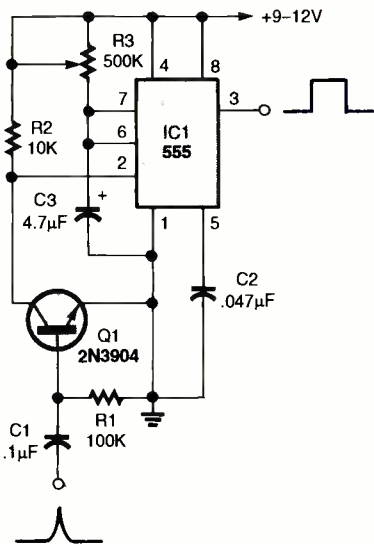 +9–12V
R3
500K
4
8
7
3
R2
10K
6
IC1
555
2
C3
4.7µF
+
1
5
C2
.047µF
Q1
2N3904
R1
100K
C1
.1µF